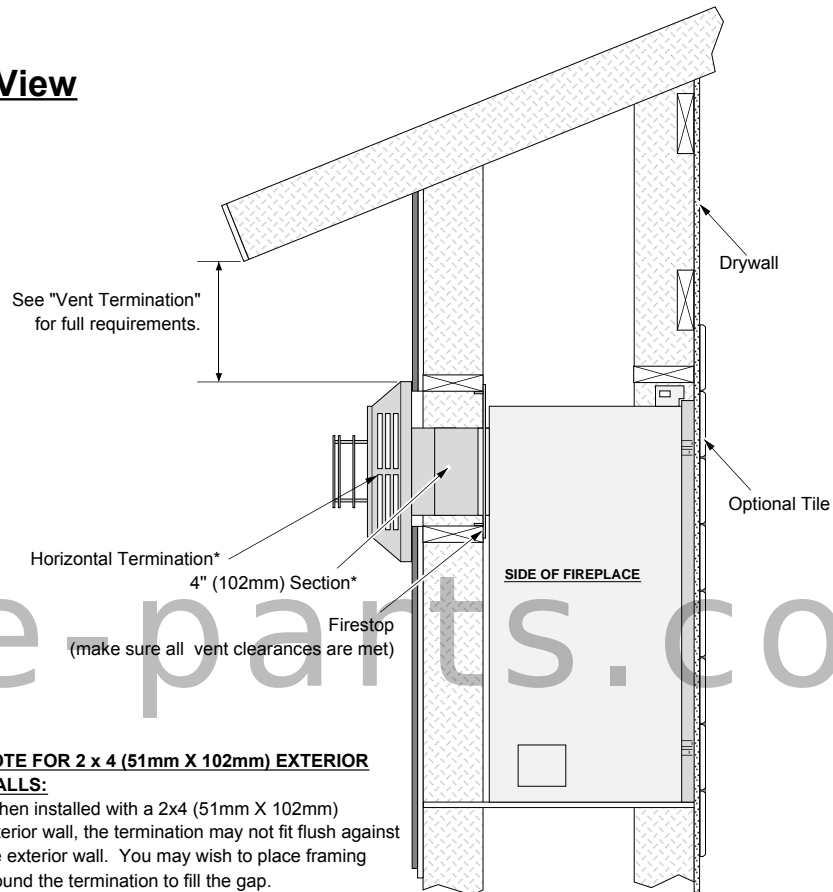 View
See "Vent Termination"
for full requirements.
Drywall
Optional Tile
Horizontal Termination*
4" (102mm) Section*
SIDE OF FIREPLACE
Firestop
(make sure all vent clearances are met)
e-parts.co
OTE FOR 2 x 4 (51mm X 102mm) EXTERIOR
ALLS:
hen installed with a 2x4 (51mm X 102mm)
terior wall, the termination may not fit flush against
e exterior wall. You may wish to place framing
ound the termination to fill the gap.